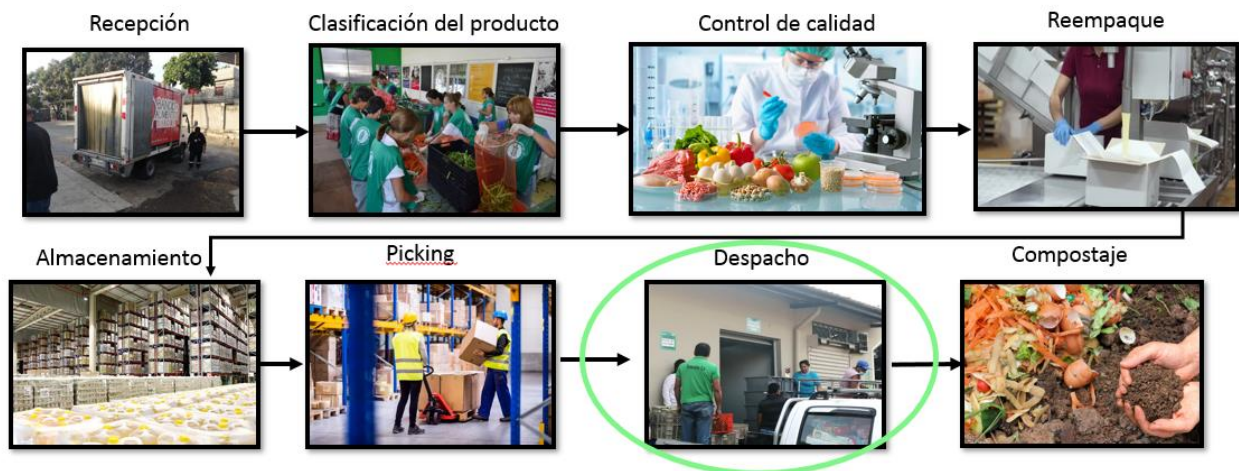 Recepción
Clasificación del producto
Control de calidad
Reempaque
Almacenamiento
Picking
Despacho
Compostaje